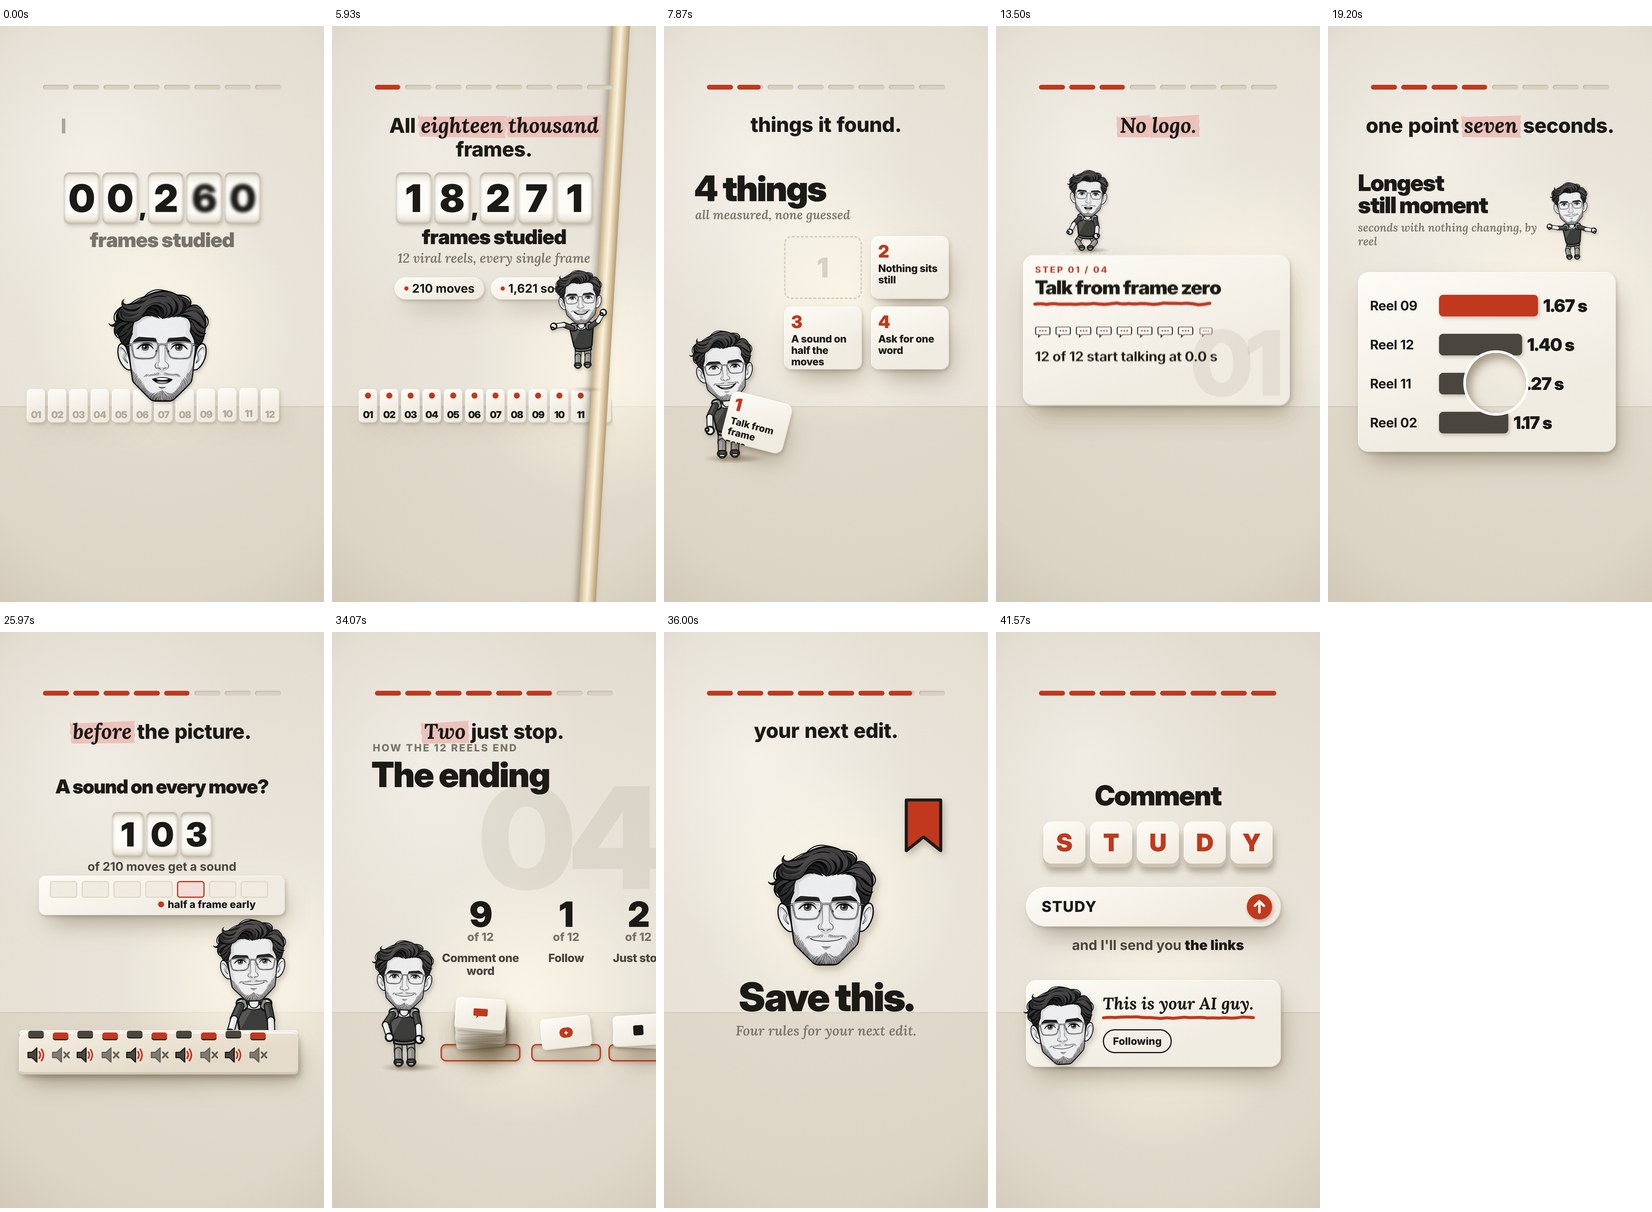 0.00s
I
00,260
frames studied
01 02 03 04 05 06 07 08 09 10 11 12
5.93s
All eighteen thousand
frames.
18,271
frames studied
12 viral reels, every single frame
210 moves
1,621 so
01 02 03 04 05 06 07 08 09 10 11
7.87s
things it found.
4 things
all measured, none guessed
1
2
Nothing sits
still
3
A sound on
half the
moves
4
Ask for one
word
1
Talk from
frame
13.50s
No logo.
STEP 01 / 04
Talk from frame zero
12 of 12 start talking at 0.0 s
01
19.20s
one point seven seconds.
Longest
still moment
seconds with nothing changing, by
reel
Reel 09 1.67 s
Reel 12 1.40 s
Reel 11 .27 s
Reel 02 1.17 s
25.97s
before the picture.
A sound on every move?
103
of 210 moves get a sound
half a frame early
34.07s
Two just stop.
HOW THE 12 REELS END
The ending
04
9
of 12
Comment one
word
1
of 12
Follow
2
of 12
Just sto
36.00s
your next edit.
Save this.
Four rules for your next edit.
41.57s
Comment
STUDY
STUDY
and I'll send you the links
This is your AI guy.
Following